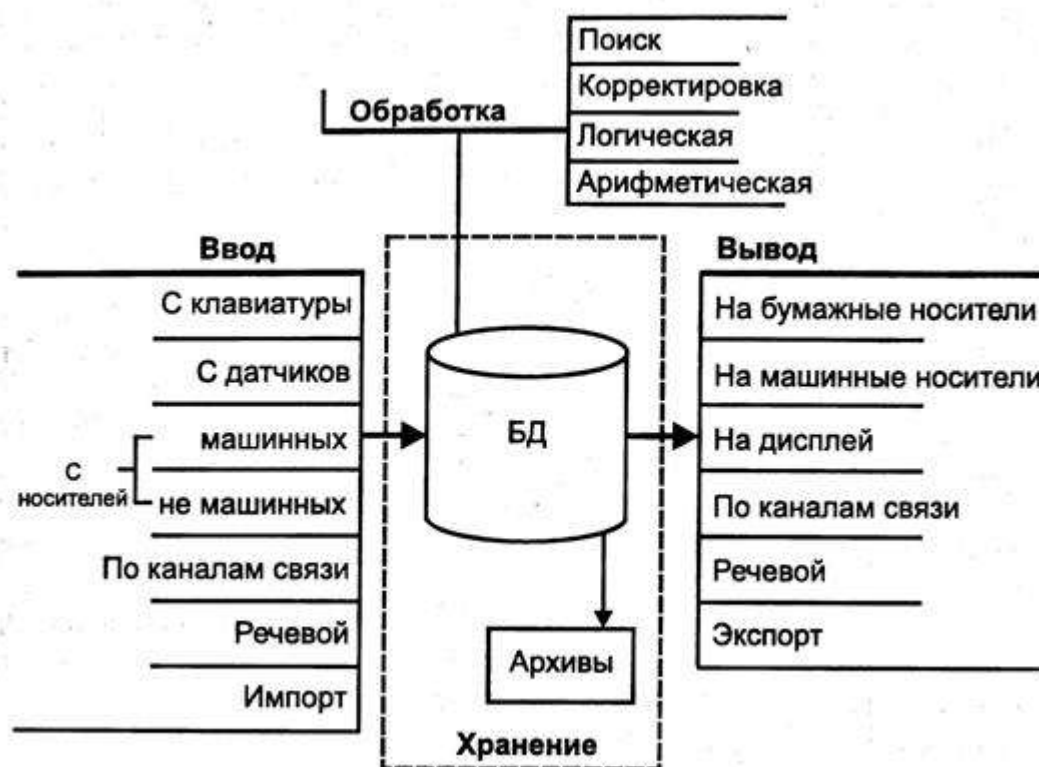 Поиск
Корректировка
Обработка
Логическая
Арифметическая
Ввод
С клавиатуры
С датчиков
машинных
С
носителей
не машинных
По каналам связи
Речевой
Импорт
БД
Архивы
Хранение
Вывод
На бумажные носители
На машинные носители
На дисплей
По каналам связи
Речевой
Экспорт